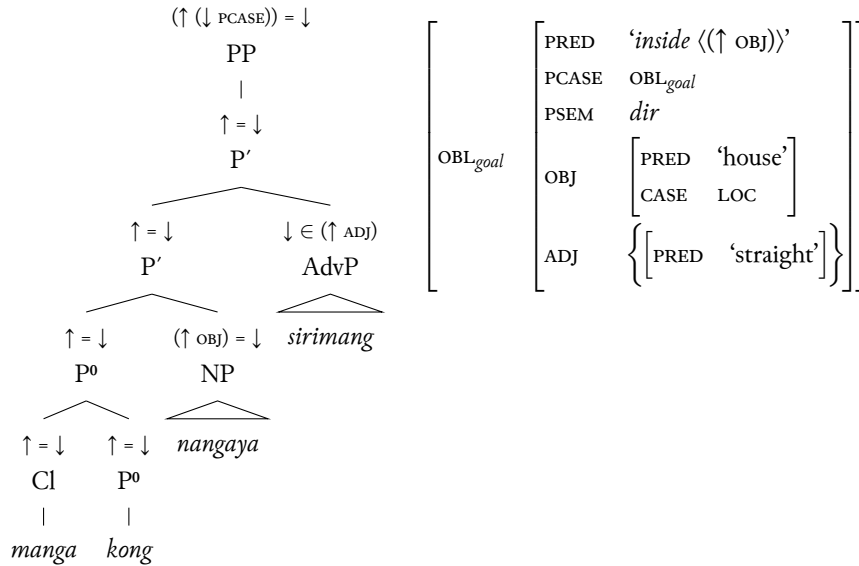 (↑ (↓ PCASE)) = ↓
PP
↑ = ↓
P′
↑ = ↓ ↓ ∈ (↑ ADJ)
P′ AdvP
↑ = ↓ (↑ OBJ) = ↓ sirimang
P⁰ NP
↑ = ↓ ↑ = ↓ nangaya
Cl P⁰
manga kong
OBL_goal
PRED ‘inside ⟨(↑ OBJ)⟩’
PCASE OBL_goal
PSEM dir
OBJ [PRED ‘house’
CASE LOC]
ADJ {[PRED ‘straight’]}